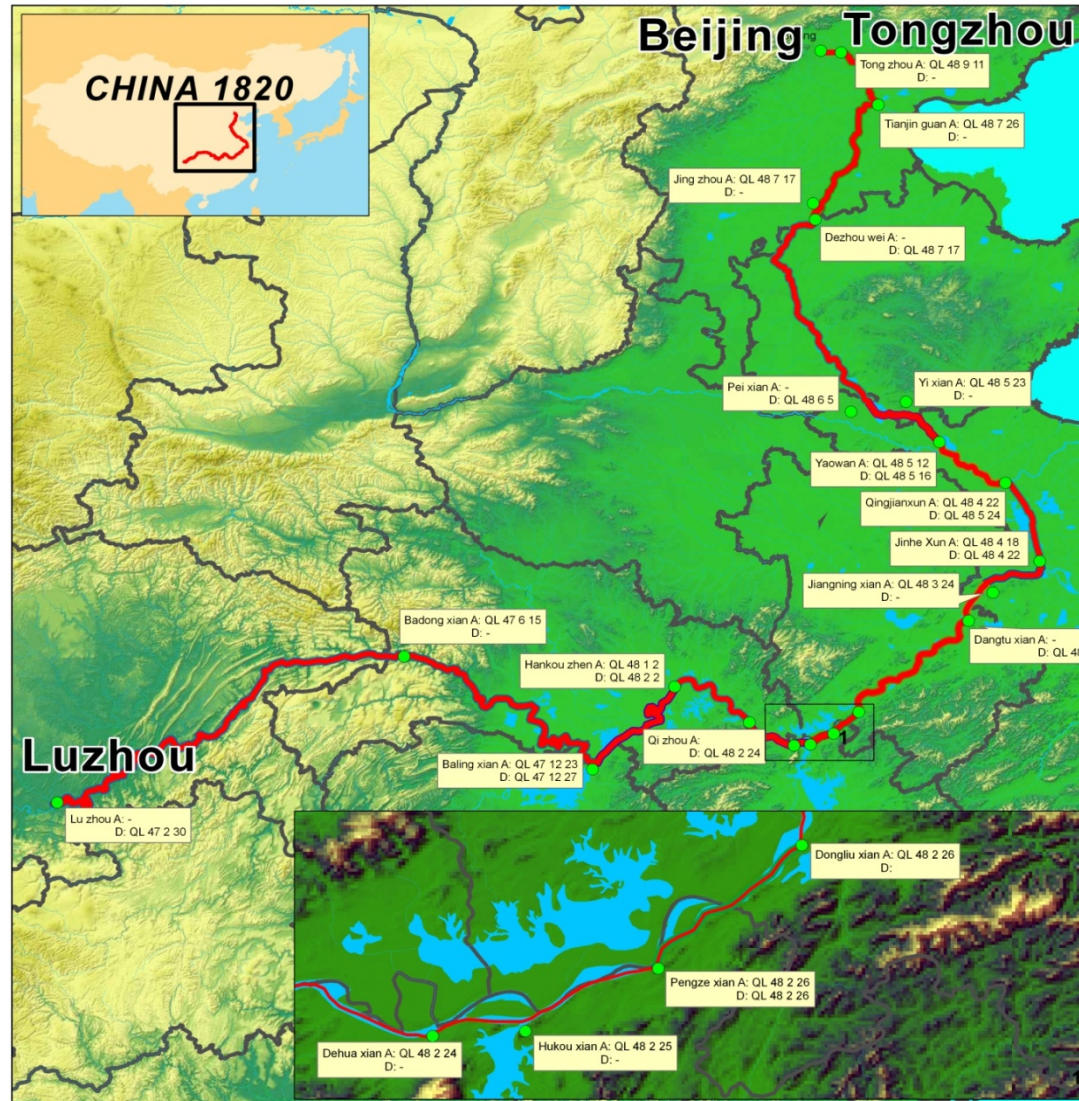 Beijing
Tongzhou
CHINA 1820
Tong zhou A: QL 48 9 11
D: -
Tianjin guan A: QL 48 7 26
D: -
Jing zhou A: QL 48 7 17
D: -
Dezhou wei A: -
D: QL 48 7 17
Pei xian A: -
D: QL 48 6 5
Yi xian A: QL 48 5 23
D: -
Yaowan A: QL 48 5 12
D: QL 48 5 16
Qingjianxun A: QL 48 4 22
D: QL 48 5 24
Jinhe Xun A: QL 48 4 18
D: QL 48 4 22
Jiangning xian A: QL 48 3 24
D: -
Dangtu xian A: -
D: QL 48
Badong xian A: QL 47 6 15
D: -
Hankou zhen A: QL 48 1 2
D: QL 48 2 2
Qi zhou A:
D: QL 48 2 24
1
Baling xian A: QL 47 12 23
D: QL 47 12 27
Luzhou
Lu zhou A: -
D: QL 47 2 30
Dongliu xian A: QL 48 2 26
D:
Pengze xian A: QL 48 2 26
D: QL 48 2 26
Dehua xian A: QL 48 2 24
D: -
Hukou xian A: QL 48 2 25
D: -